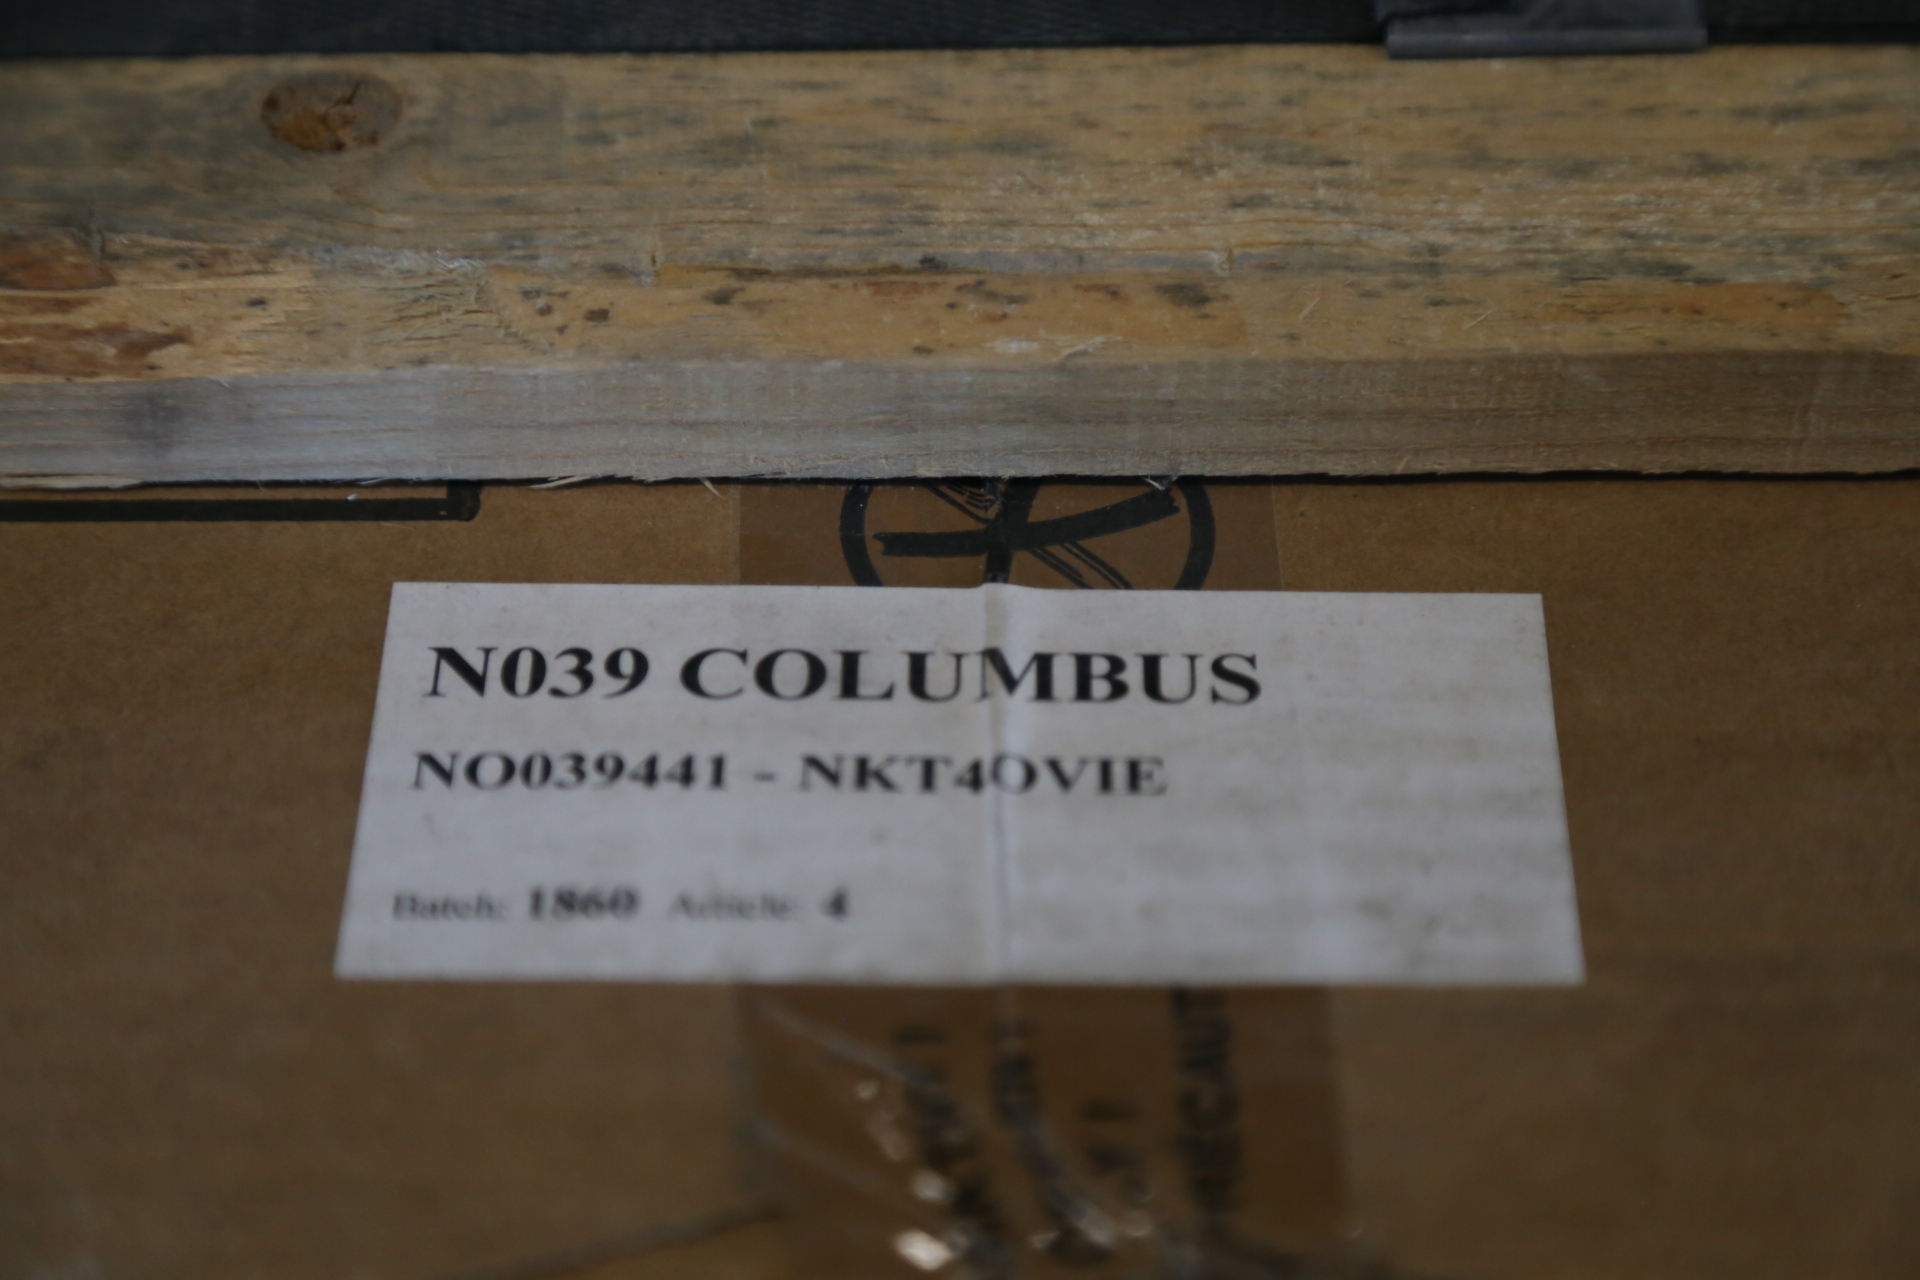 N039 COLUMBUS
NO039441 - NKT4OVIE
Batch: 1860 Article: 4